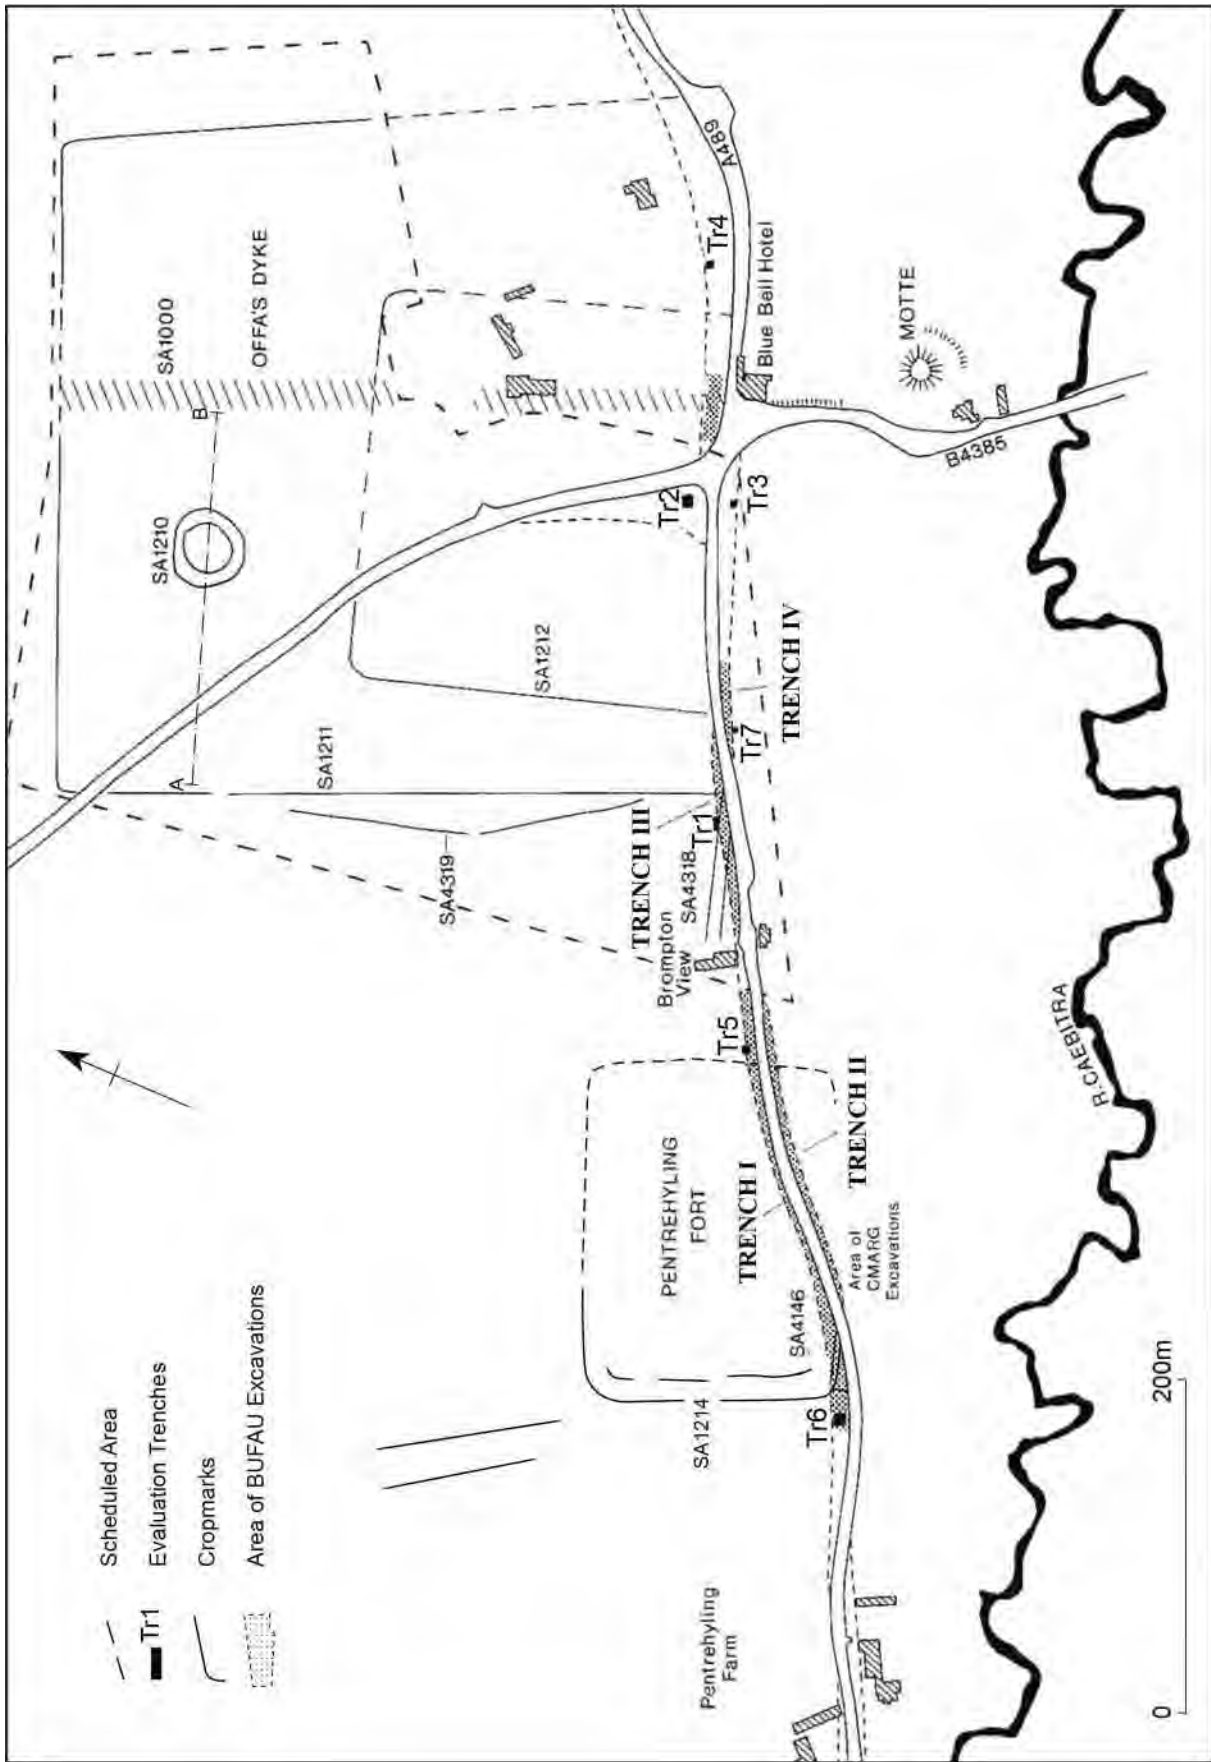 Scheduled Area
Tr1
Evaluation Trenches
Cropmarks
Area of BUFAU Excavations
SA1000
OFFA'S DYKE
SA1210
A
B
SA1211
SA1212
SA4319
TRENCH III
SA4318
Tr1
Brompton
View
Tr2
Tr3
Tr4
A489
Blue Ball Hotel
MOTTE
B4385
Tr7
TRENCH IV
PENTREHYLING
FORT
Tr5
TRENCH I
TRENCH II
Area of
CMARG
Excavations
SA4146
SA1214
Tr6
Pentrehyling
Farm
R.CAEBITRA
0
200m